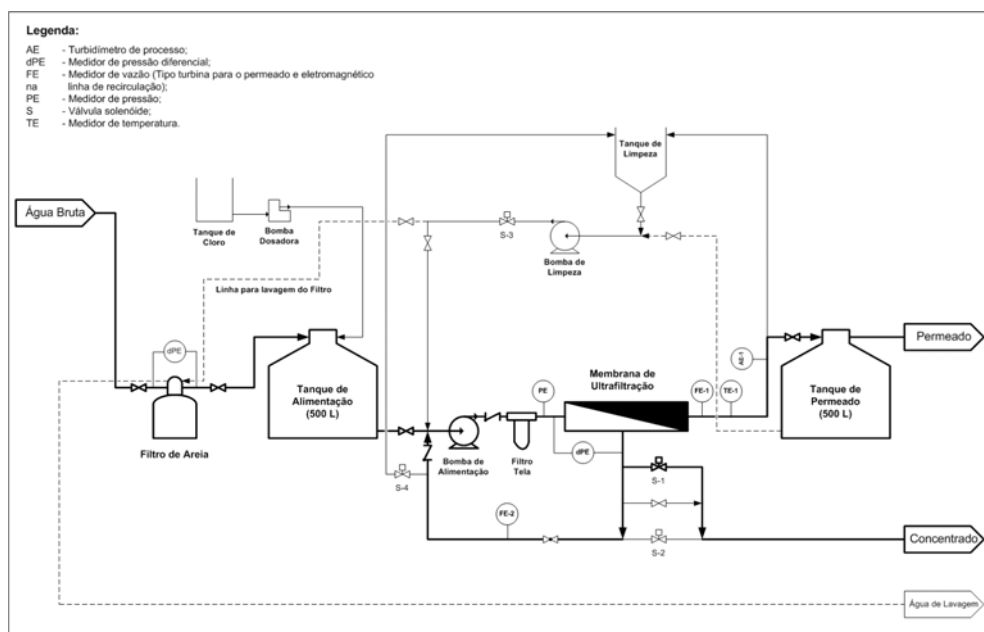 Legenda:
AE - Turbidímetro de processo;
dPE - Medidor de pressão diferencial;
FE - Medidor de vazão (Tipo turbina para o permeado e eletromagnético
na linha de recirculação);
PE - Medidor de pressão;
S - Válvula solenóide;
TE - Medidor de temperatura.
Tanque de
Limpeza
Água Bruta
Tanque de
Cloro
Bomba
Dosadora
S-3
Bomba de
Limpeza
Linha para lavagem do Filtro
Permeado
dPE
AE-1
Tanque de
Alimentação
(500 L)
Membrana de
Ultrafiltração
PE
FE-1
TE-1
Tanque de
Permeado
(500 L)
Filtro de Areia
Bomba de
Alimentação
Filtro
Tela
dPE
S-4
S-1
FE-2
S-2
Concentrado
Água de Lavagem